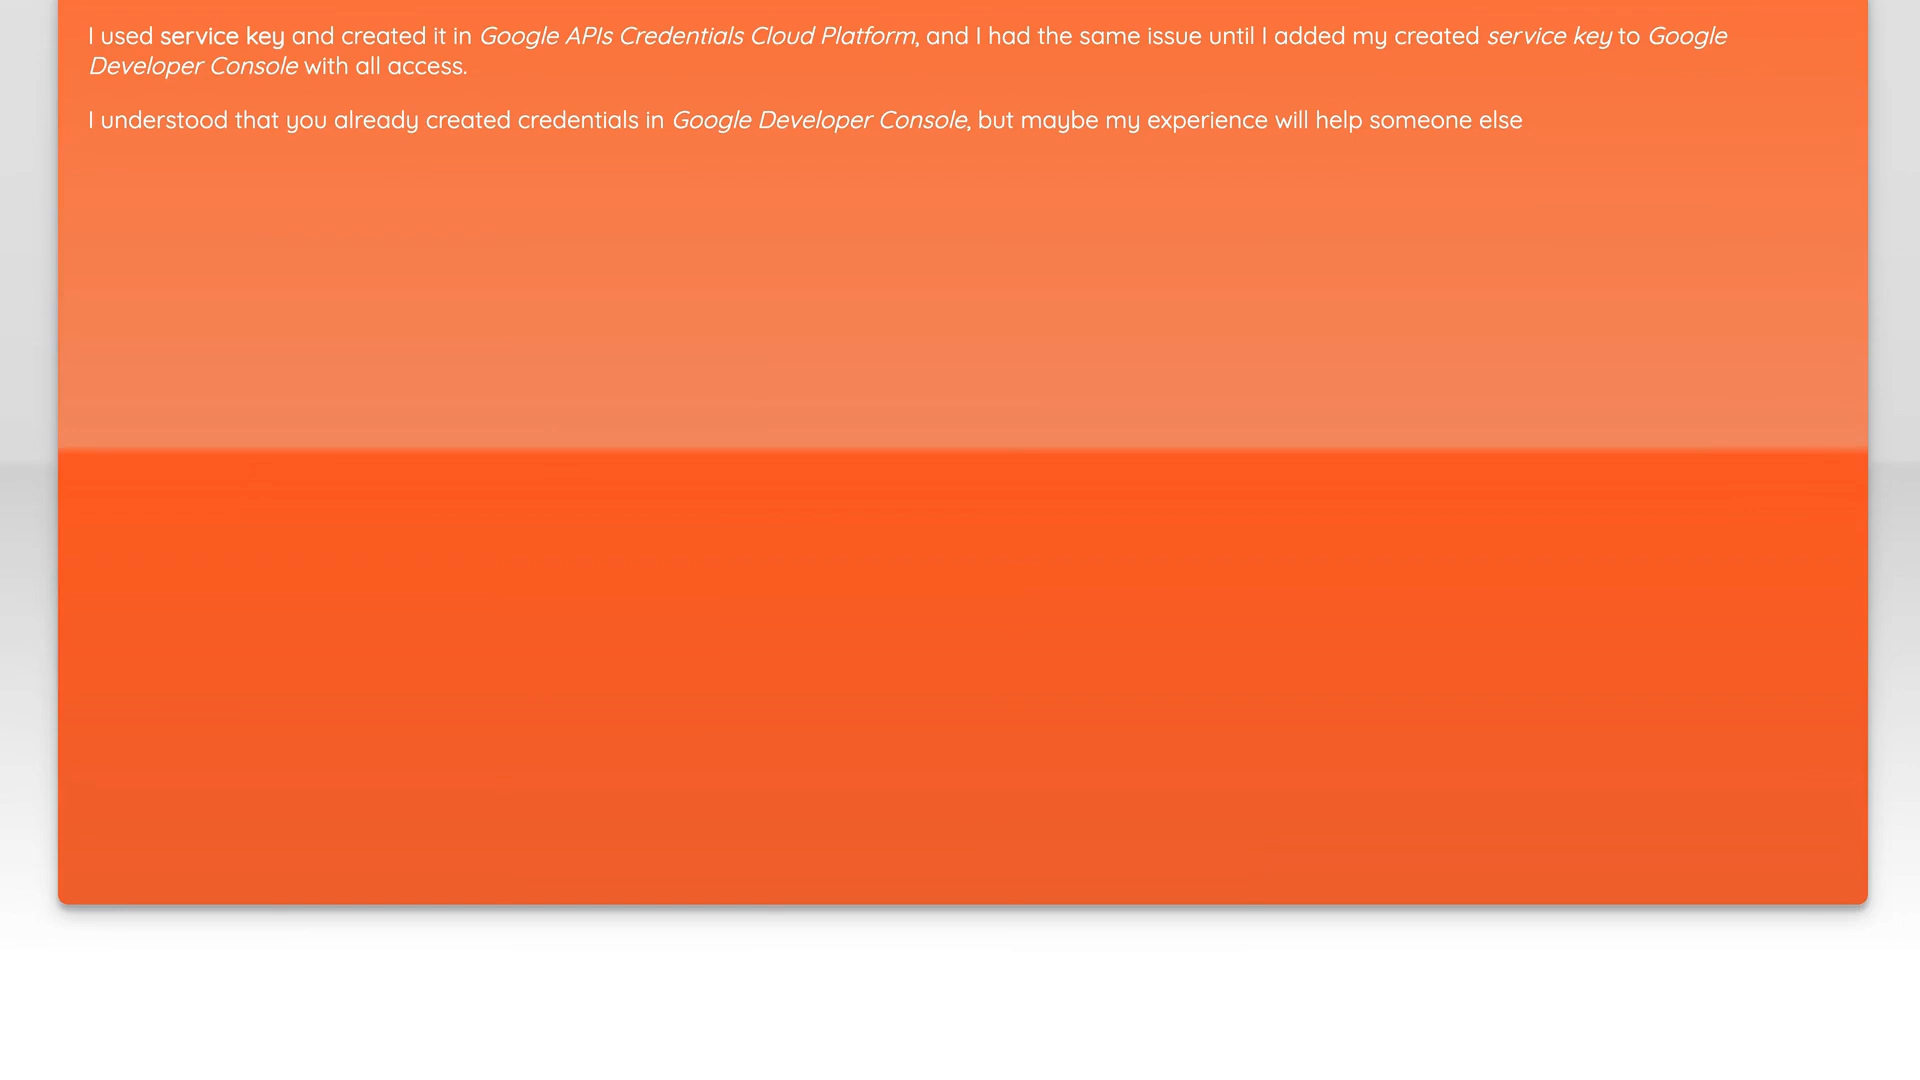 I used service key and created it in Google APIs Credentials Cloud Platform, and I had the same issue until I added my created service key to Google
Developer Console with all access.
I understood that you already created credentials in Google Developer Console, but maybe my experience will help someone else